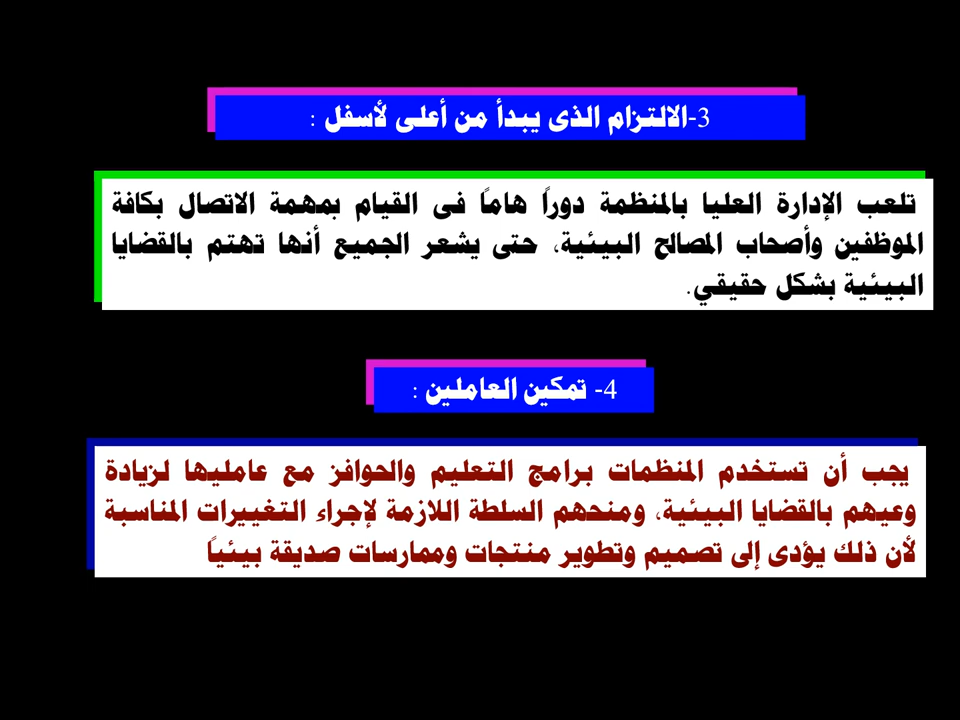 3-الالتزام الذى يبدأ من أعلى لأسفل :
تلعب الإدارة العليا بالمنظمة دوراً هاماً فى القيام بمهمة الاتصال بكافة
الموظفين وأصحاب المصالح البيئية، حتى يشعر الجميع أنها تهتم بالقضايا
البيئية بشكل حقيقي.
4- تمكين العاملين :
يجب أن تستخدم المنظمات برامج التعليم والحوافز مع عامليها لزيادة
وعيهم بالقضايا البيئية، ومنحهم السلطة اللازمة لإجراء التغييرات المناسبة
لأن ذلك يؤدى إلى تصميم وتطوير منتجات وممارسات صديقة بيئياً